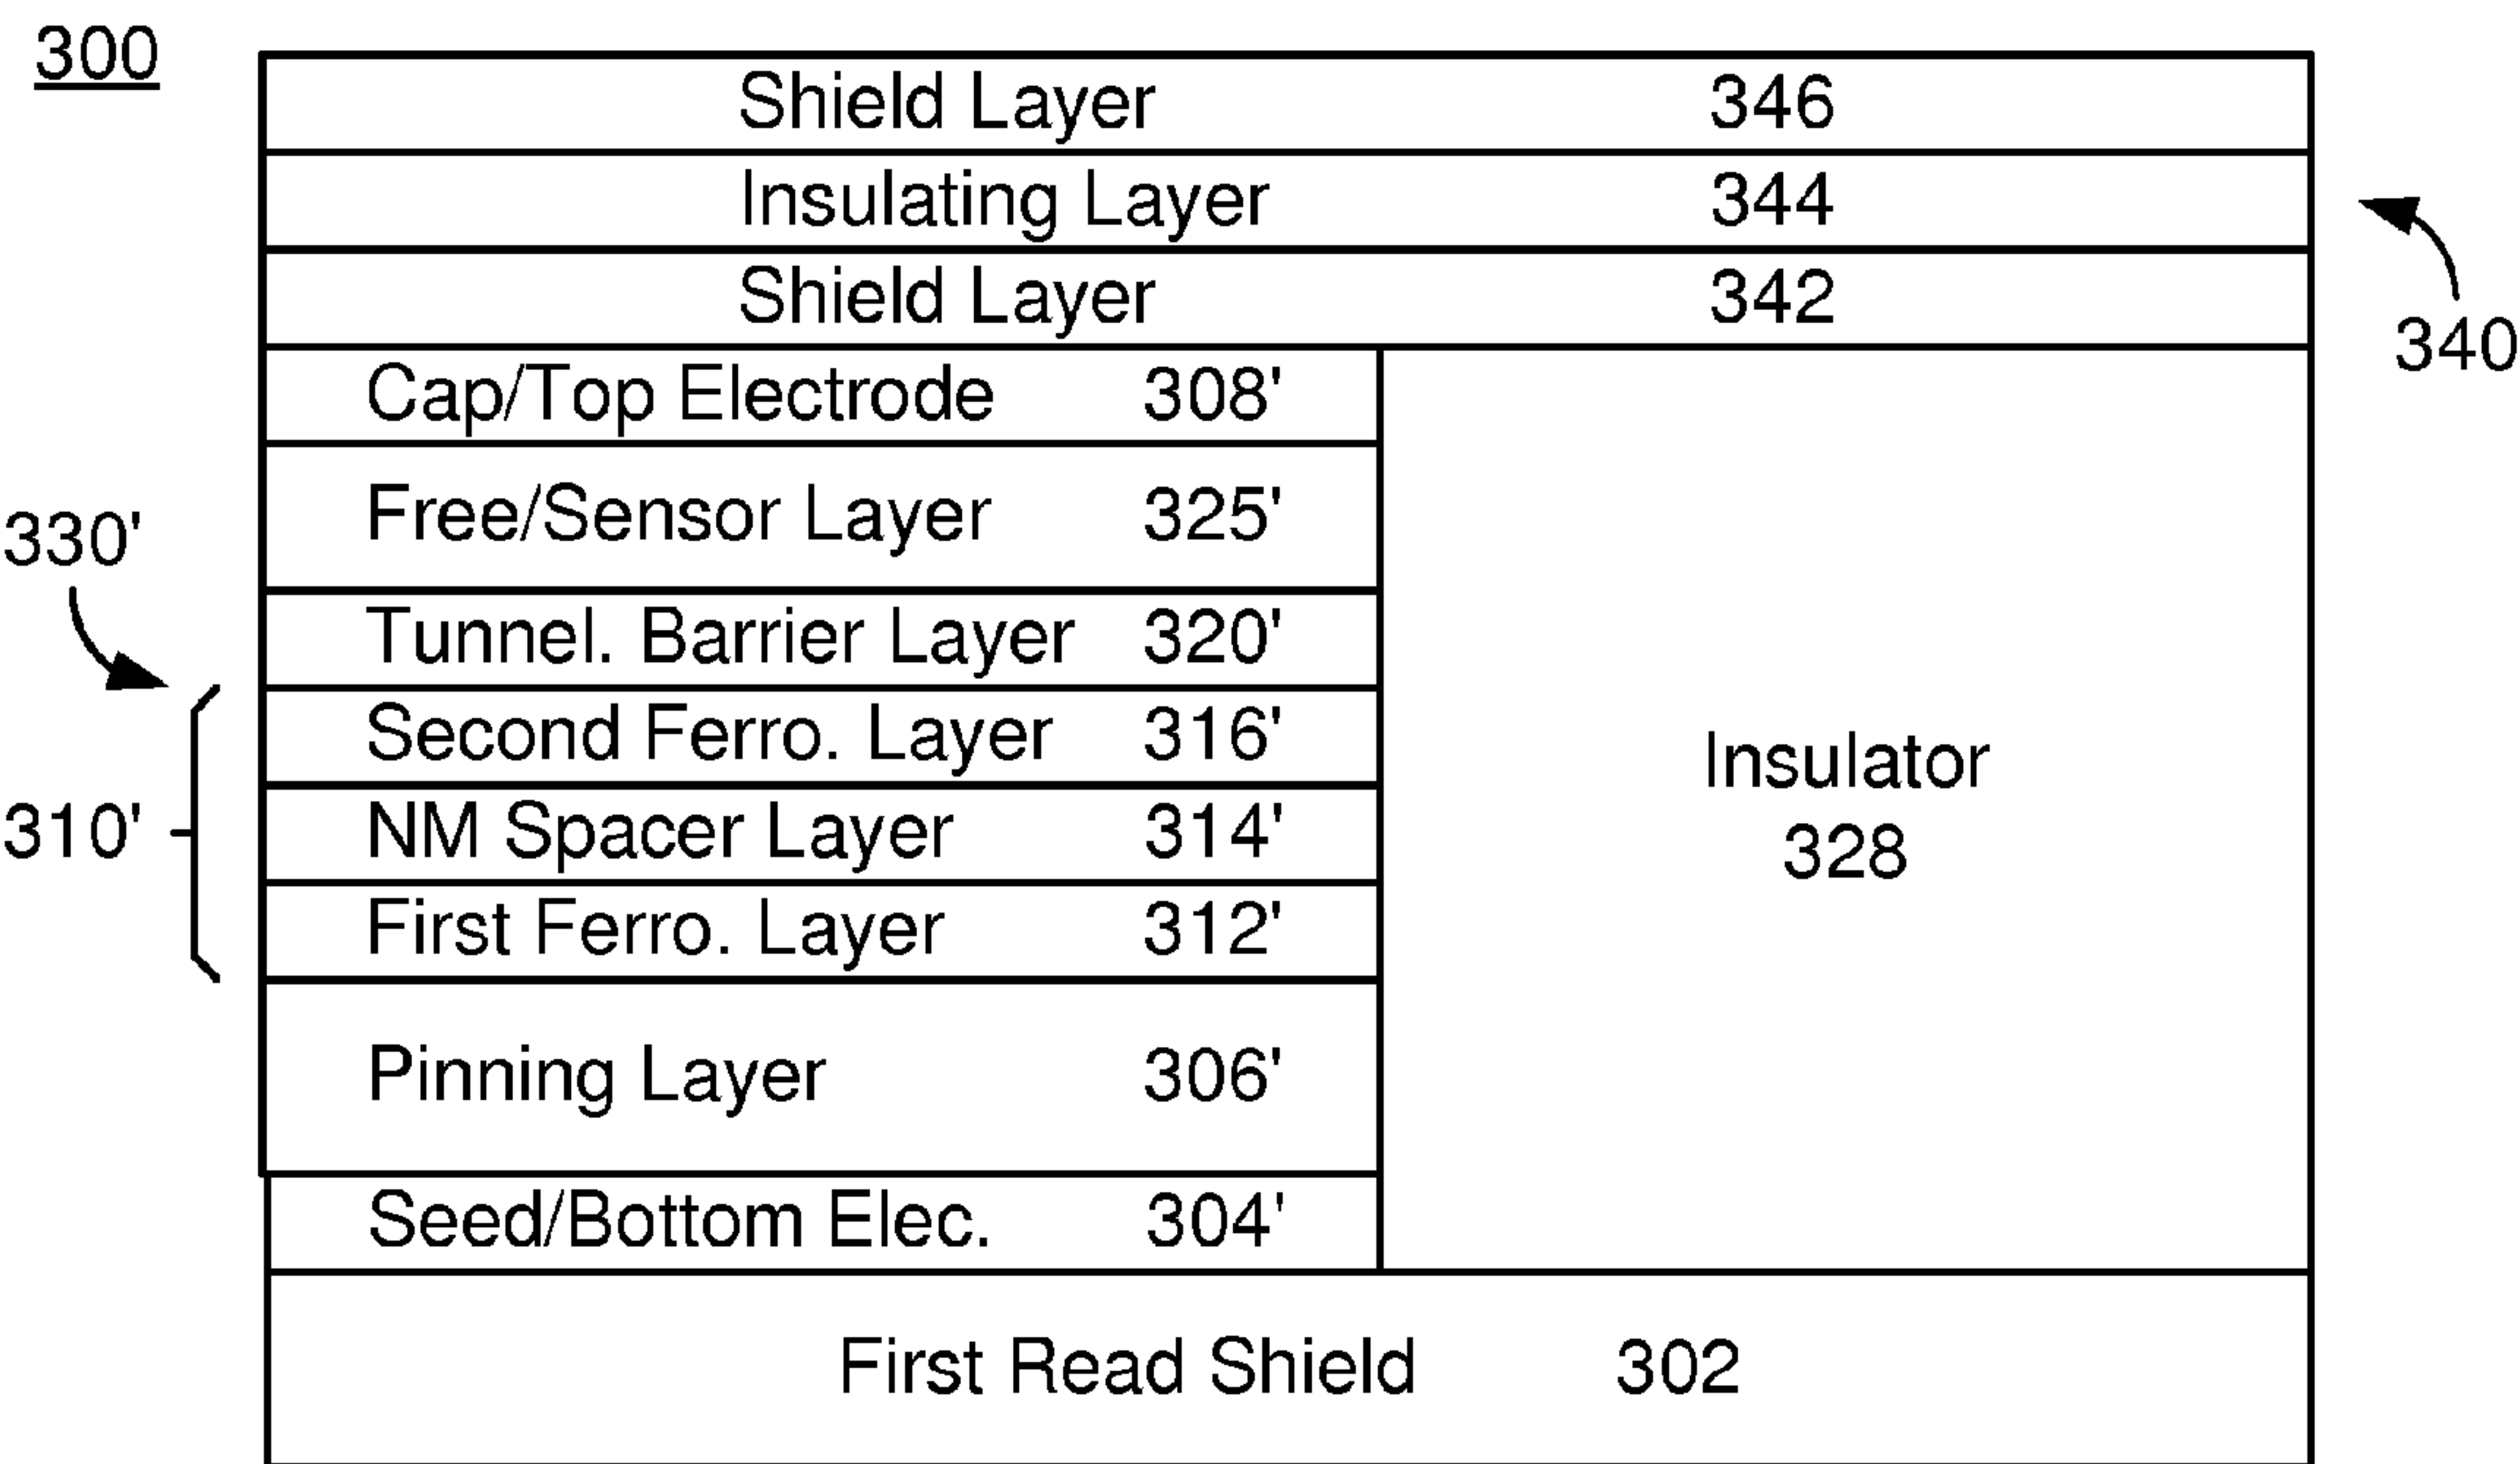 300
Shield Layer 346
Insulating Layer 344
Shield Layer 342
340
Cap/Top Electrode 308'
Free/Sensor Layer 325'
330'
Tunnel. Barrier Layer 320'
Second Ferro. Layer 316'
310'
NM Spacer Layer 314'
First Ferro. Layer 312'
Insulator
328
Pinning Layer 306'
Seed/Bottom Elec. 304'
First Read Shield 302